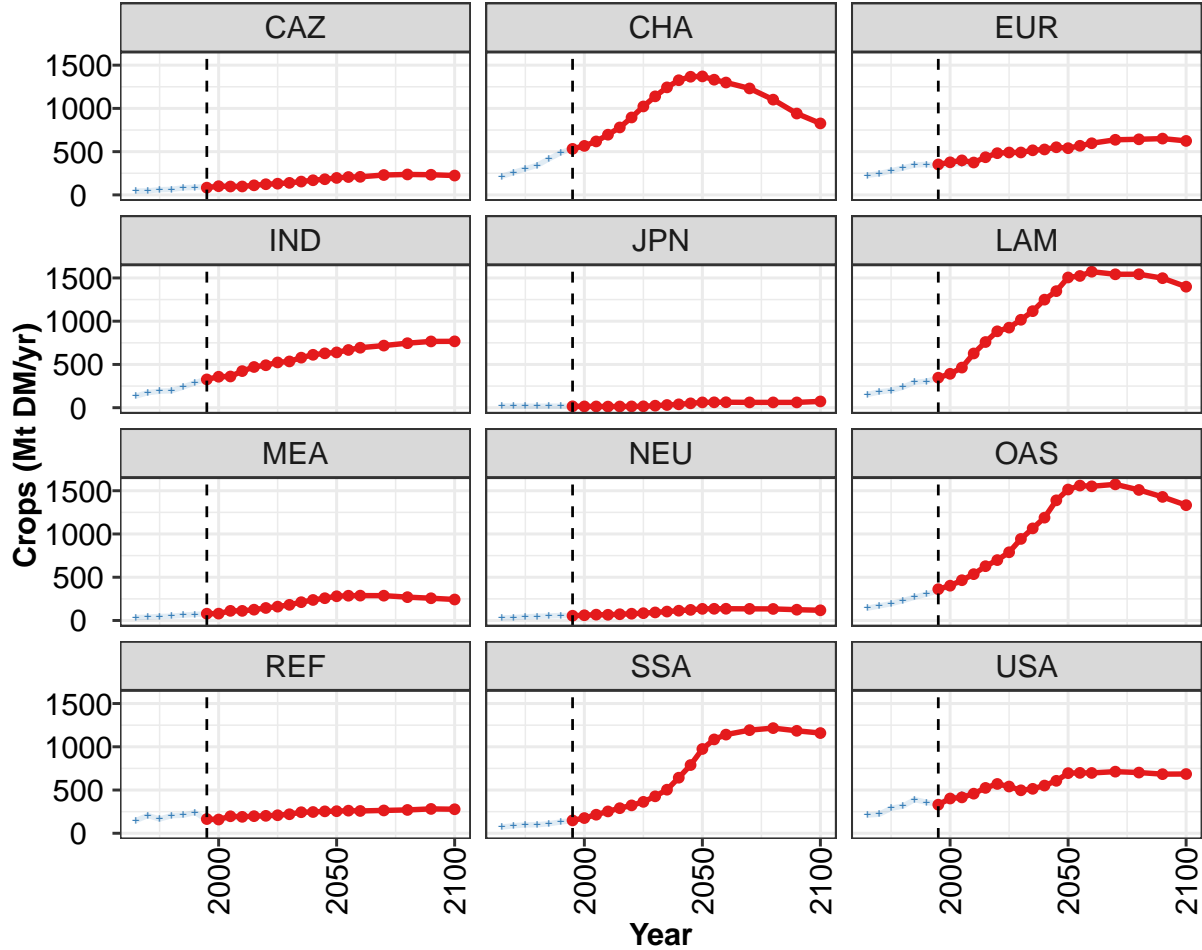 CAZ CHA EUR
1500
1000
500
0
IND JPN LAM
1500
1000
500
0
MEA NEU OAS
1500
1000
500
0
REF SSA USA
1500
1000
500
0
2000 2050 2100 2000 2050 2100 2000 2050 2100
Year
Crops (Mt DM/yr)